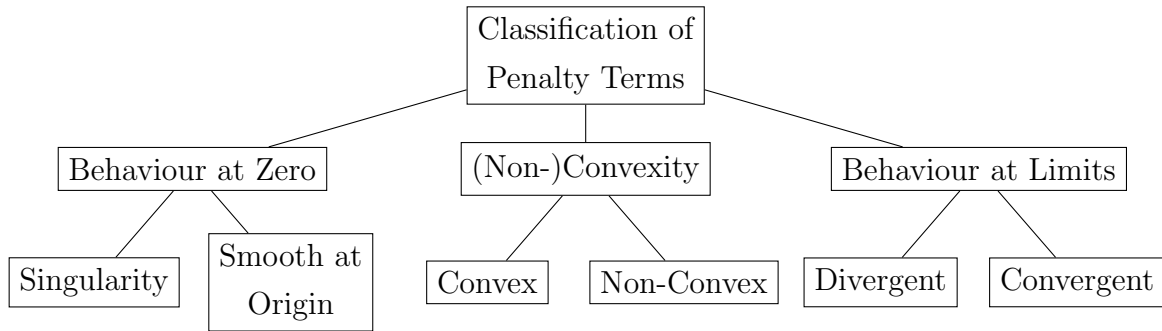 Classification of
Penalty Terms
Behaviour at Zero
(Non-)Convexity
Behaviour at Limits
Singularity
Smooth at
Origin
Convex
Non-Convex
Divergent
Convergent